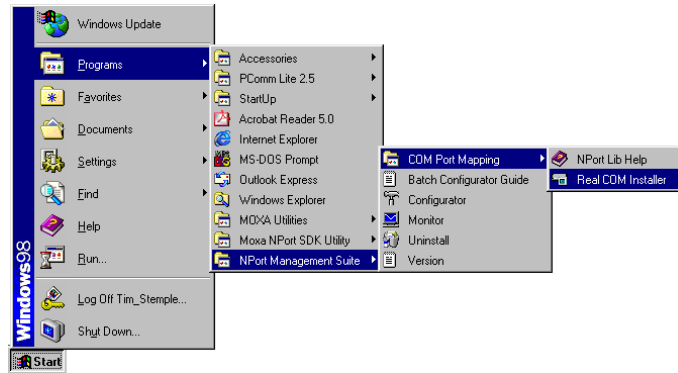 Windows Update
Programs
Favorites
Documents
Settings
Find
Help
Run...
Log Off Tim_Stemple...
Shut Down...
Windows98
Start
Accessories
PComm Lite 2.5
StartUp
Acrobat Reader 5.0
Internet Explorer
MS-DOS Prompt
Outlook Express
Windows Explorer
MOXA Utilities
Moxa NPort SDK Utility
NPort Management Suite
COM Port Mapping
Batch Configurator Guide
Configurator
Monitor
Uninstall
Version
NPort Lib Help
Real COM Installer